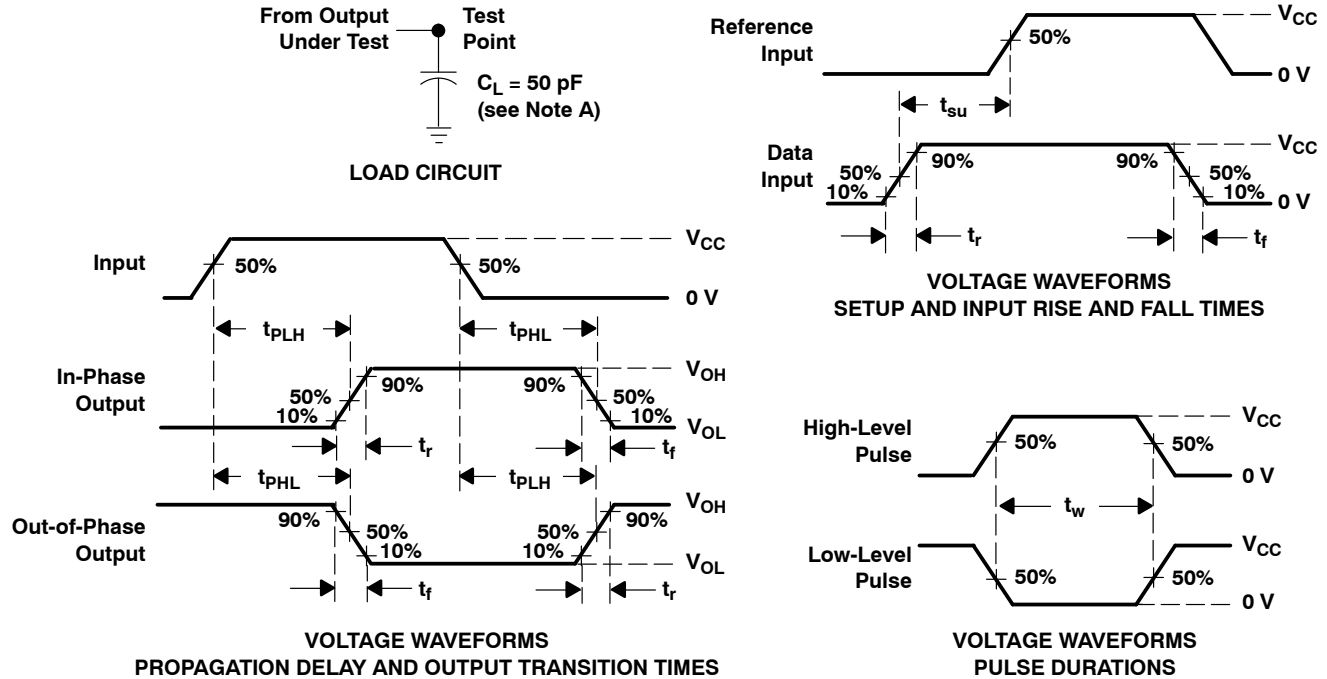 From Output
Under Test
Test
Point
CL = 50 pF
(see Note A)
LOAD CIRCUIT
Reference
Input
50%
VCC
0 V
tsu
Data
Input
50%
10%
90%
90%
50%
10%
VCC
0 V
tr
tf
VOLTAGE WAVEFORMS
SETUP AND INPUT RISE AND FALL TIMES
Input
50%
50%
VCC
0 V
tPLH
tPHL
In-Phase
Output
50%
10%
90%
90%
50%
10%
VOH
VOL
tr
tf
tPHL
tPLH
Out-of-Phase
Output
90%
50%
10%
50%
10%
90%
VOH
VOL
tf
tr
VOLTAGE WAVEFORMS
PROPAGATION DELAY AND OUTPUT TRANSITION TIMES
High-Level
Pulse
50%
50%
VCC
0 V
tw
Low-Level
Pulse
50%
50%
VCC
0 V
VOLTAGE WAVEFORMS
PULSE DURATIONS